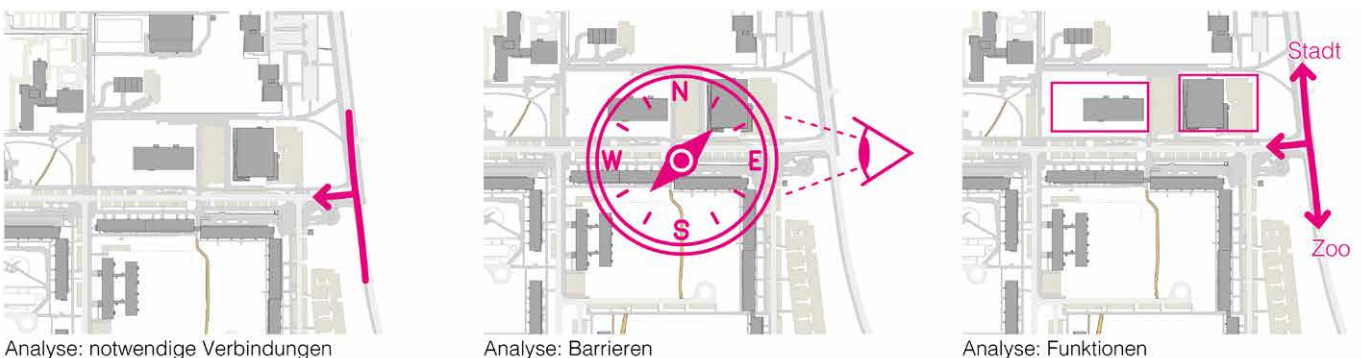 N
W
E
S
Stadt
Zoo
Analyse: notwendige Verbindungen
Analyse: Barrieren
Analyse: Funktionen